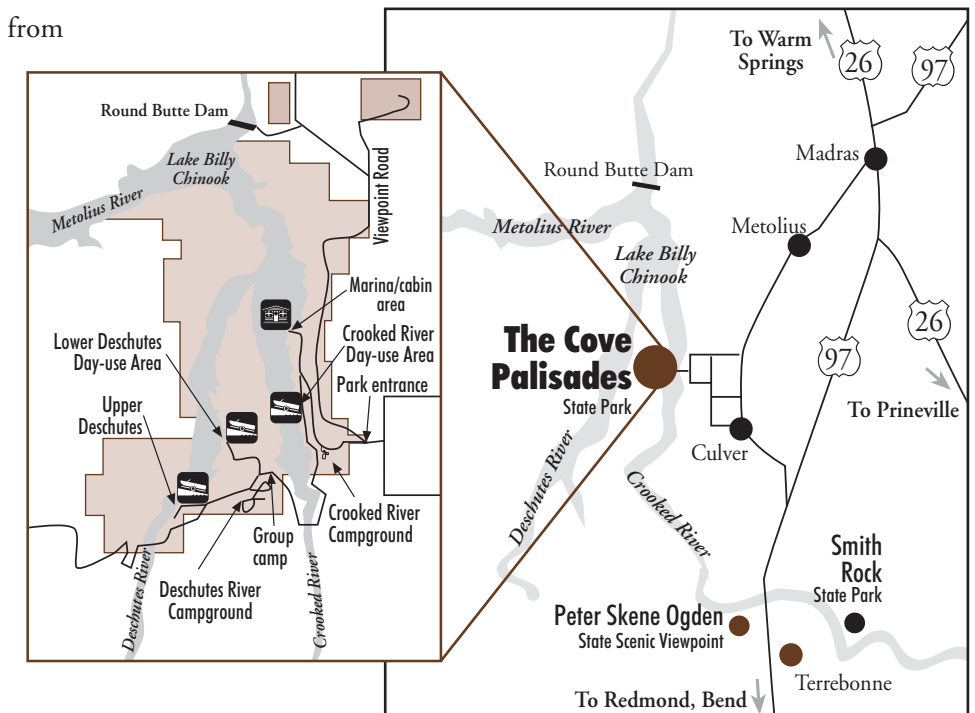 from
Round Butte Dam
Lake Billy
Chinook
Metolius River
Viewpoint Road
Marina/cabin
area
Lower Deschutes
Day-use Area
Crooked River
Day-use Area
Park entrance
Upper
Deschutes
Crooked River
Campground
Group
camp
Deschutes River
Campground
Deschutes River
Crooked River
To Warm
Springs
26
97
Madras
Round Butte Dam
Metolius River
Metolius
Lake Billy
Chinook
26
97
The Cove
Palisades
State Park
To Prineville
Culver
Deschutes River
Crooked River
Smith
Rock
State Park
Peter Skene Ogden
State Scenic Viewpoint
Terrebonne
To Redmond, Bend